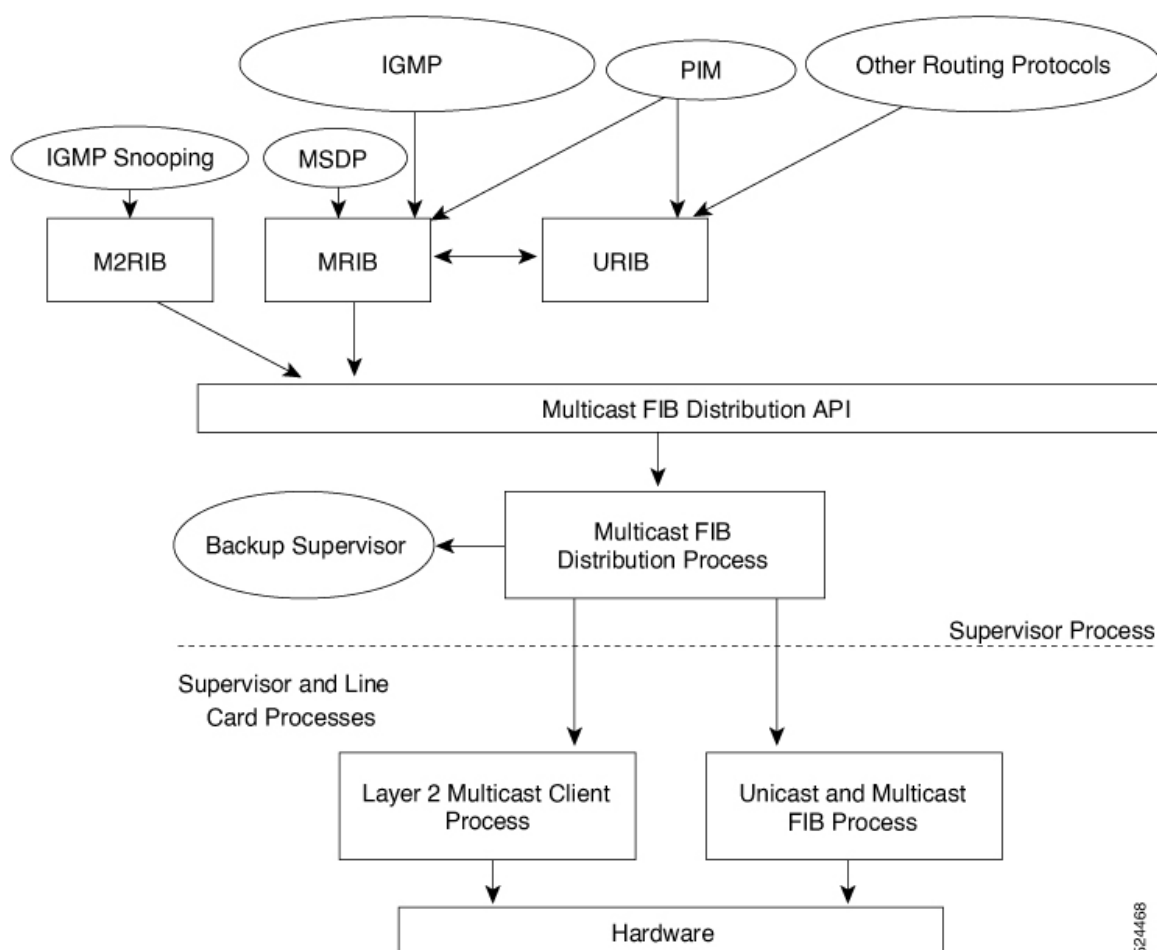 IGMP
PIM
Other Routing Protocols
IGMP Snooping
MSDP
M2RIB
MRIB
URIB
Multicast FIB Distribution API
Multicast FIB
Distribution Process
Backup Supervisor
Supervisor Process
Supervisor and Line
Card Processes
Layer 2 Multicast Client
Process
Unicast and Multicast
FIB Process
Hardware
524468